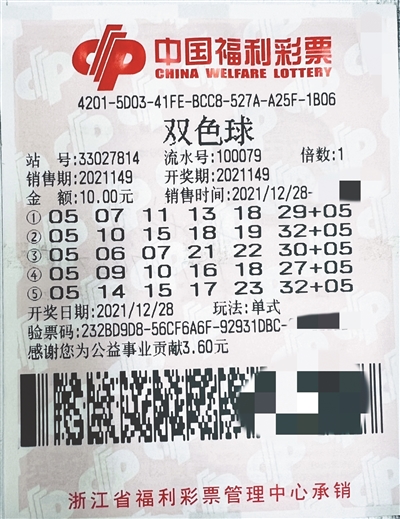 中国福利彩票
CHINA WELFARE LOTTERY
4201-5D03-41FE-BCC8-527A-A25F-1B06
双色球
站 号:33027814 流水号:100079 倍数:1
销售期:2021149 开奖期:2021149
金 额:10.00元 销售时间:2021/12/28-
① 05 07 11 13 18 29+05
② 05 10 15 18 19 32+05
③ 05 06 07 21 22 30+05
④ 05 09 10 16 18 27+05
⑤ 05 14 15 17 23 32+05
开奖日期:2021/12/28 玩法:单式
验票码:232BD9D8-56CF6A6F-92931DBC-
感谢您为公益事业贡献3.60元
浙江省福利彩票管理中心承销